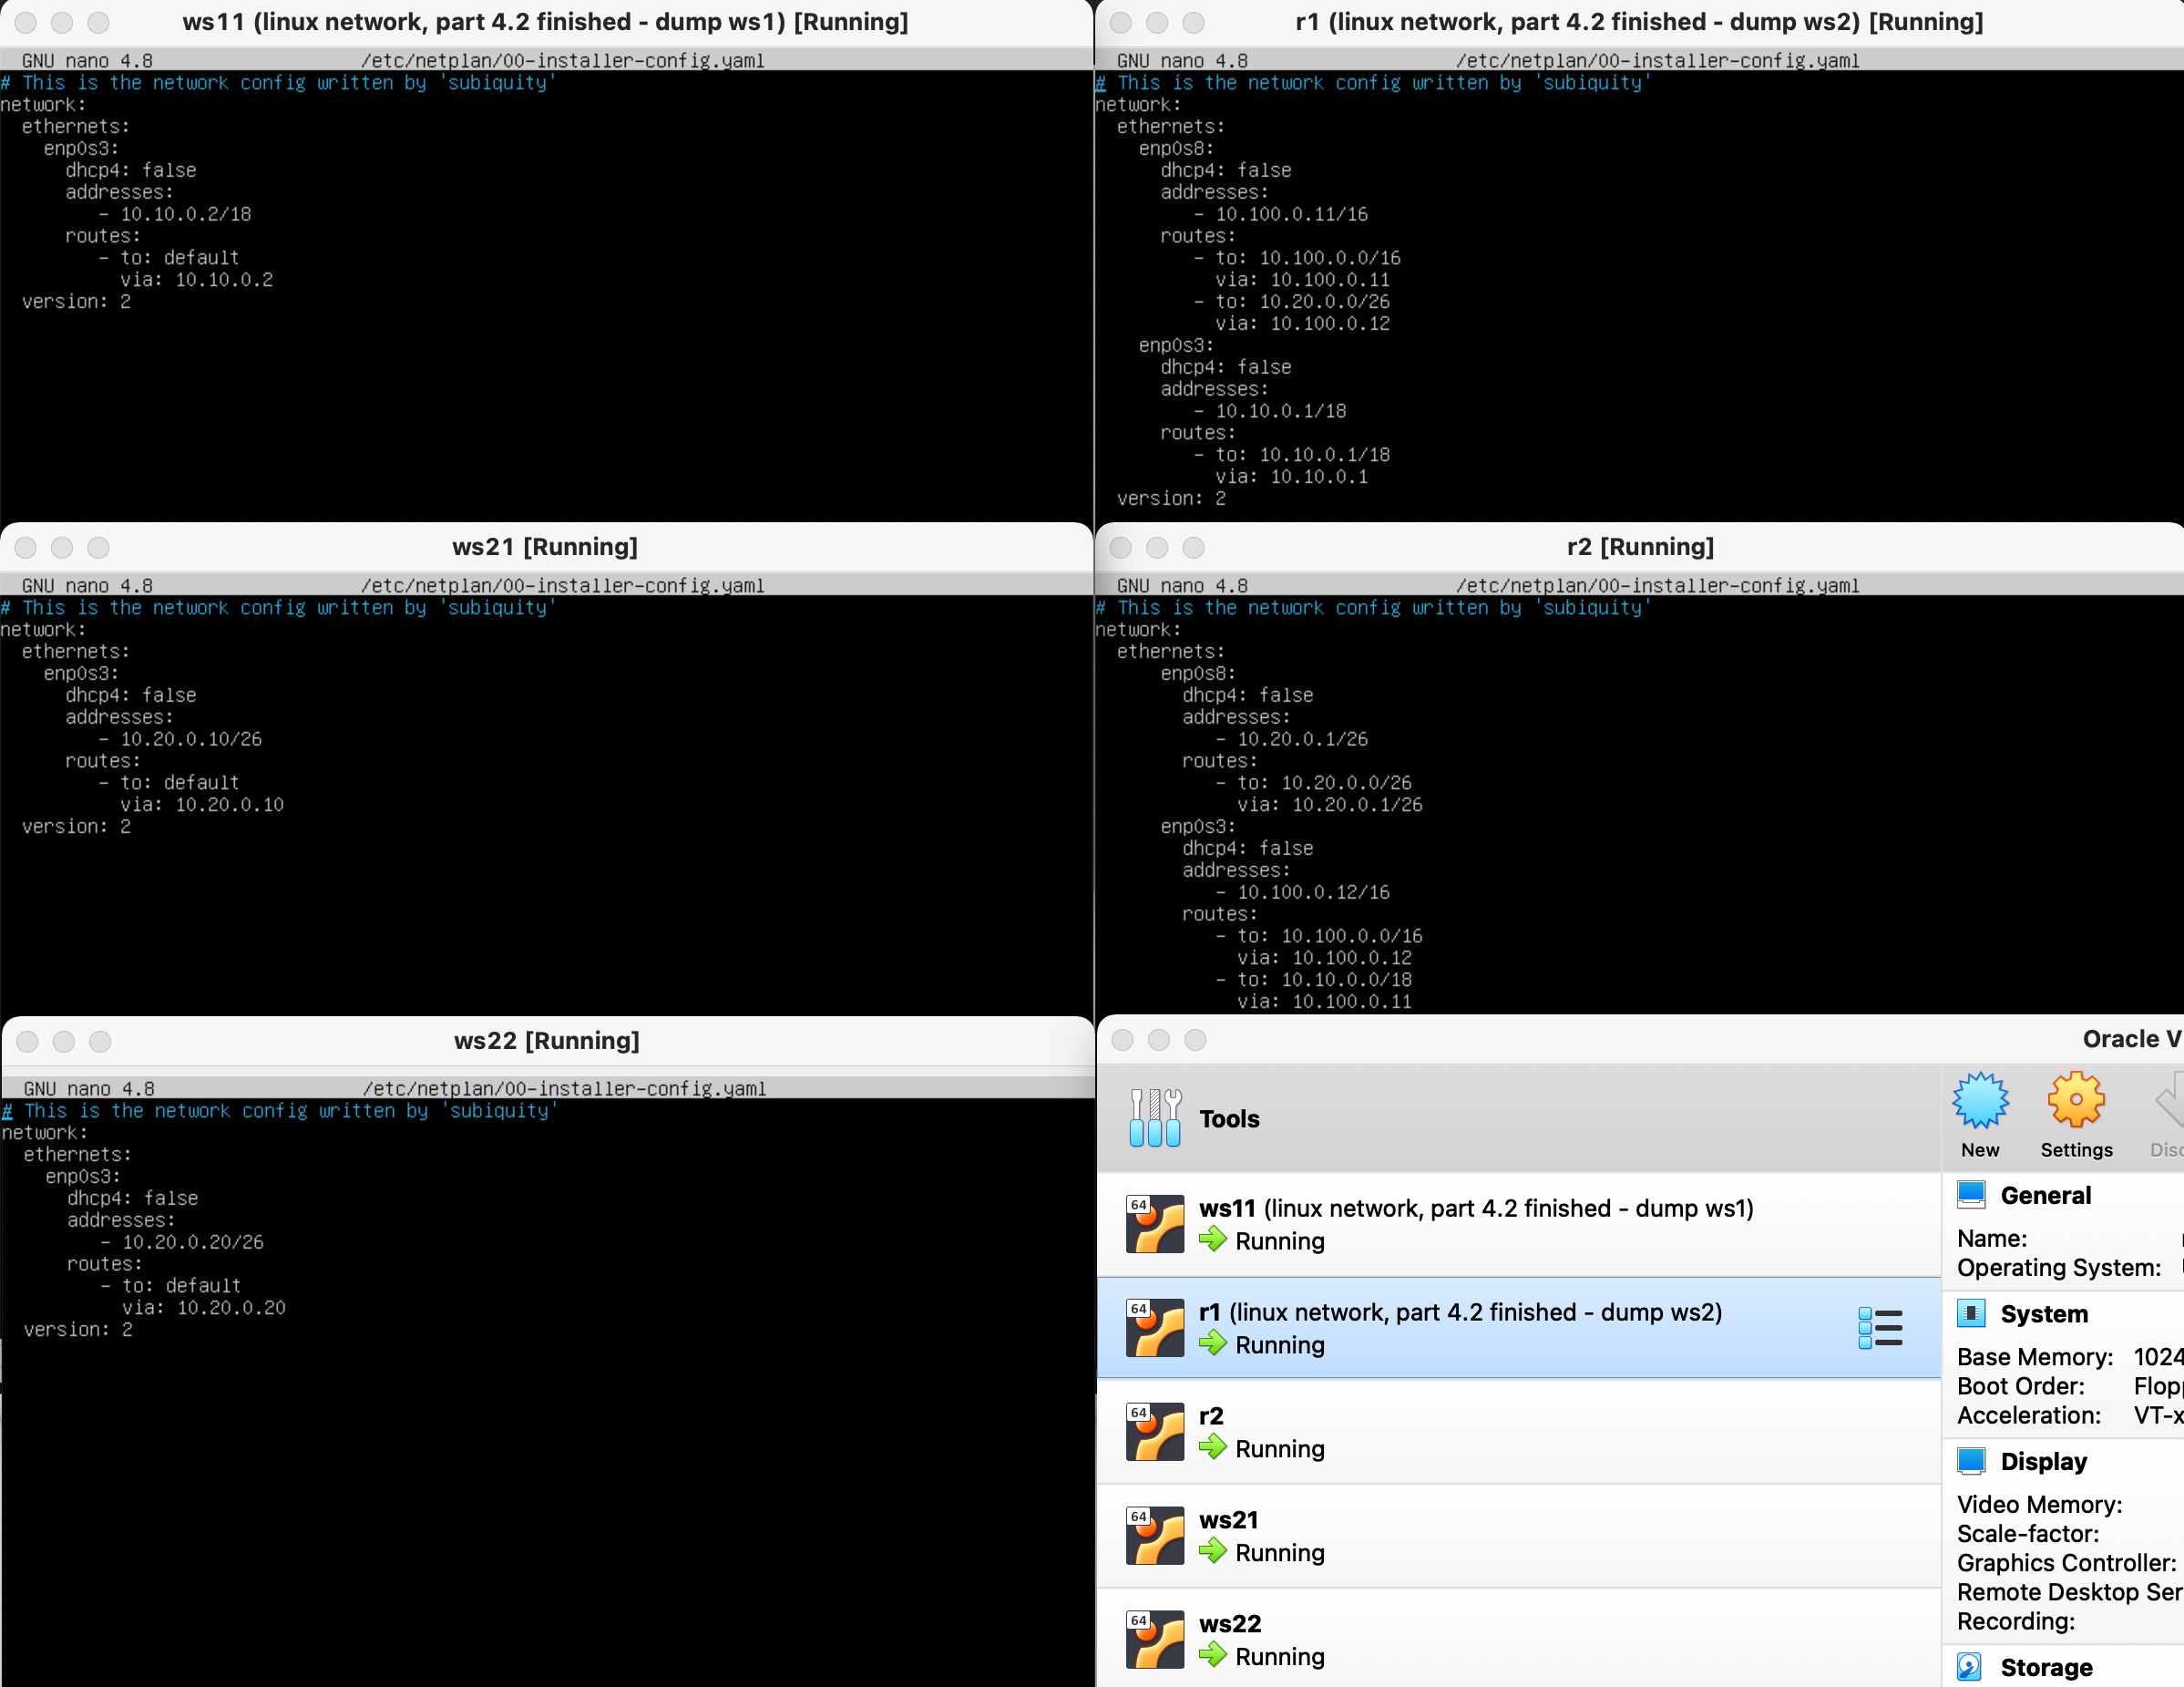 ws11 (linux network, part 4.2 finished - dump ws1) [Running]
GNU nano 4.8 /etc/netplan/00-installer-config.yaml
# This is the network config written by 'subiquity'
network:
  ethernets:
    enp0s3:
      dhcp4: false
      addresses:
         - 10.10.0.2/18
      routes:
         - to: default
           via: 10.10.0.2
  version: 2
r1 (linux network, part 4.2 finished - dump ws2) [Running]
GNU nano 4.8 /etc/netplan/00-installer-config.yaml
# This is the network config written by 'subiquity'
network:
  ethernets:
    enp0s8:
      dhcp4: false
      addresses:
         - 10.100.0.11/16
      routes:
         - to: 10.100.0.0/16
           via: 10.100.0.11
         - to: 10.20.0.0/26
           via: 10.100.0.12
    enp0s3:
      dhcp4: false
      addresses:
         - 10.10.0.1/18
      routes:
         - to: 10.10.0.1/18
           via: 10.10.0.1
  version: 2
ws21 [Running]
GNU nano 4.8 /etc/netplan/00-installer-config.yaml
# This is the network config written by 'subiquity'
network:
  ethernets:
    enp0s3:
      dhcp4: false
      addresses:
         - 10.20.0.10/26
      routes:
         - to: default
           via: 10.20.0.10
  version: 2
r2 [Running]
GNU nano 4.8 /etc/netplan/00-installer-config.yaml
# This is the network config written by 'subiquity'
network:
  ethernets:
      enp0s8:
        dhcp4: false
        addresses:
           - 10.20.0.1/26
        routes:
           - to: 10.20.0.0/26
             via: 10.20.0.1/26
      enp0s3:
        dhcp4: false
        addresses:
           - 10.100.0.12/16
        routes:
           - to: 10.100.0.0/16
             via: 10.100.0.12
           - to: 10.10.0.0/18
             via: 10.100.0.11
ws22 [Running]
GNU nano 4.8 /etc/netplan/00-installer-config.yaml
# This is the network config written by 'subiquity'
network:
  ethernets:
    enp0s3:
      dhcp4: false
      addresses:
         - 10.20.0.20/26
      routes:
         - to: default
           via: 10.20.0.20
  version: 2
Oracle V
Tools
New Settings Disc
64 ws11 (linux network, part 4.2 finished - dump ws1)
Running
64 r1 (linux network, part 4.2 finished - dump ws2)
Running
64 r2
Running
64 ws21
Running
64 ws22
Running
General
Name:
Operating System:
System
Base Memory: 1024
Boot Order: Flopp
Acceleration: VT-x
Display
Video Memory:
Scale-factor:
Graphics Controller:
Remote Desktop Ser
Recording:
Storage